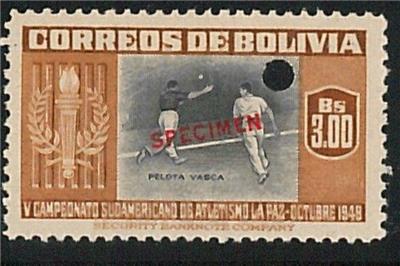 CORREOS DE BOLIVIA
Bs
3.00
SPECIMEN
PELOTA VASCA
V CAMPEONATO SUDAMERICANO DE ATLETISMO LA PAZ-OCTUBRE 1948
SECURITY BANKNOTE COMPANY